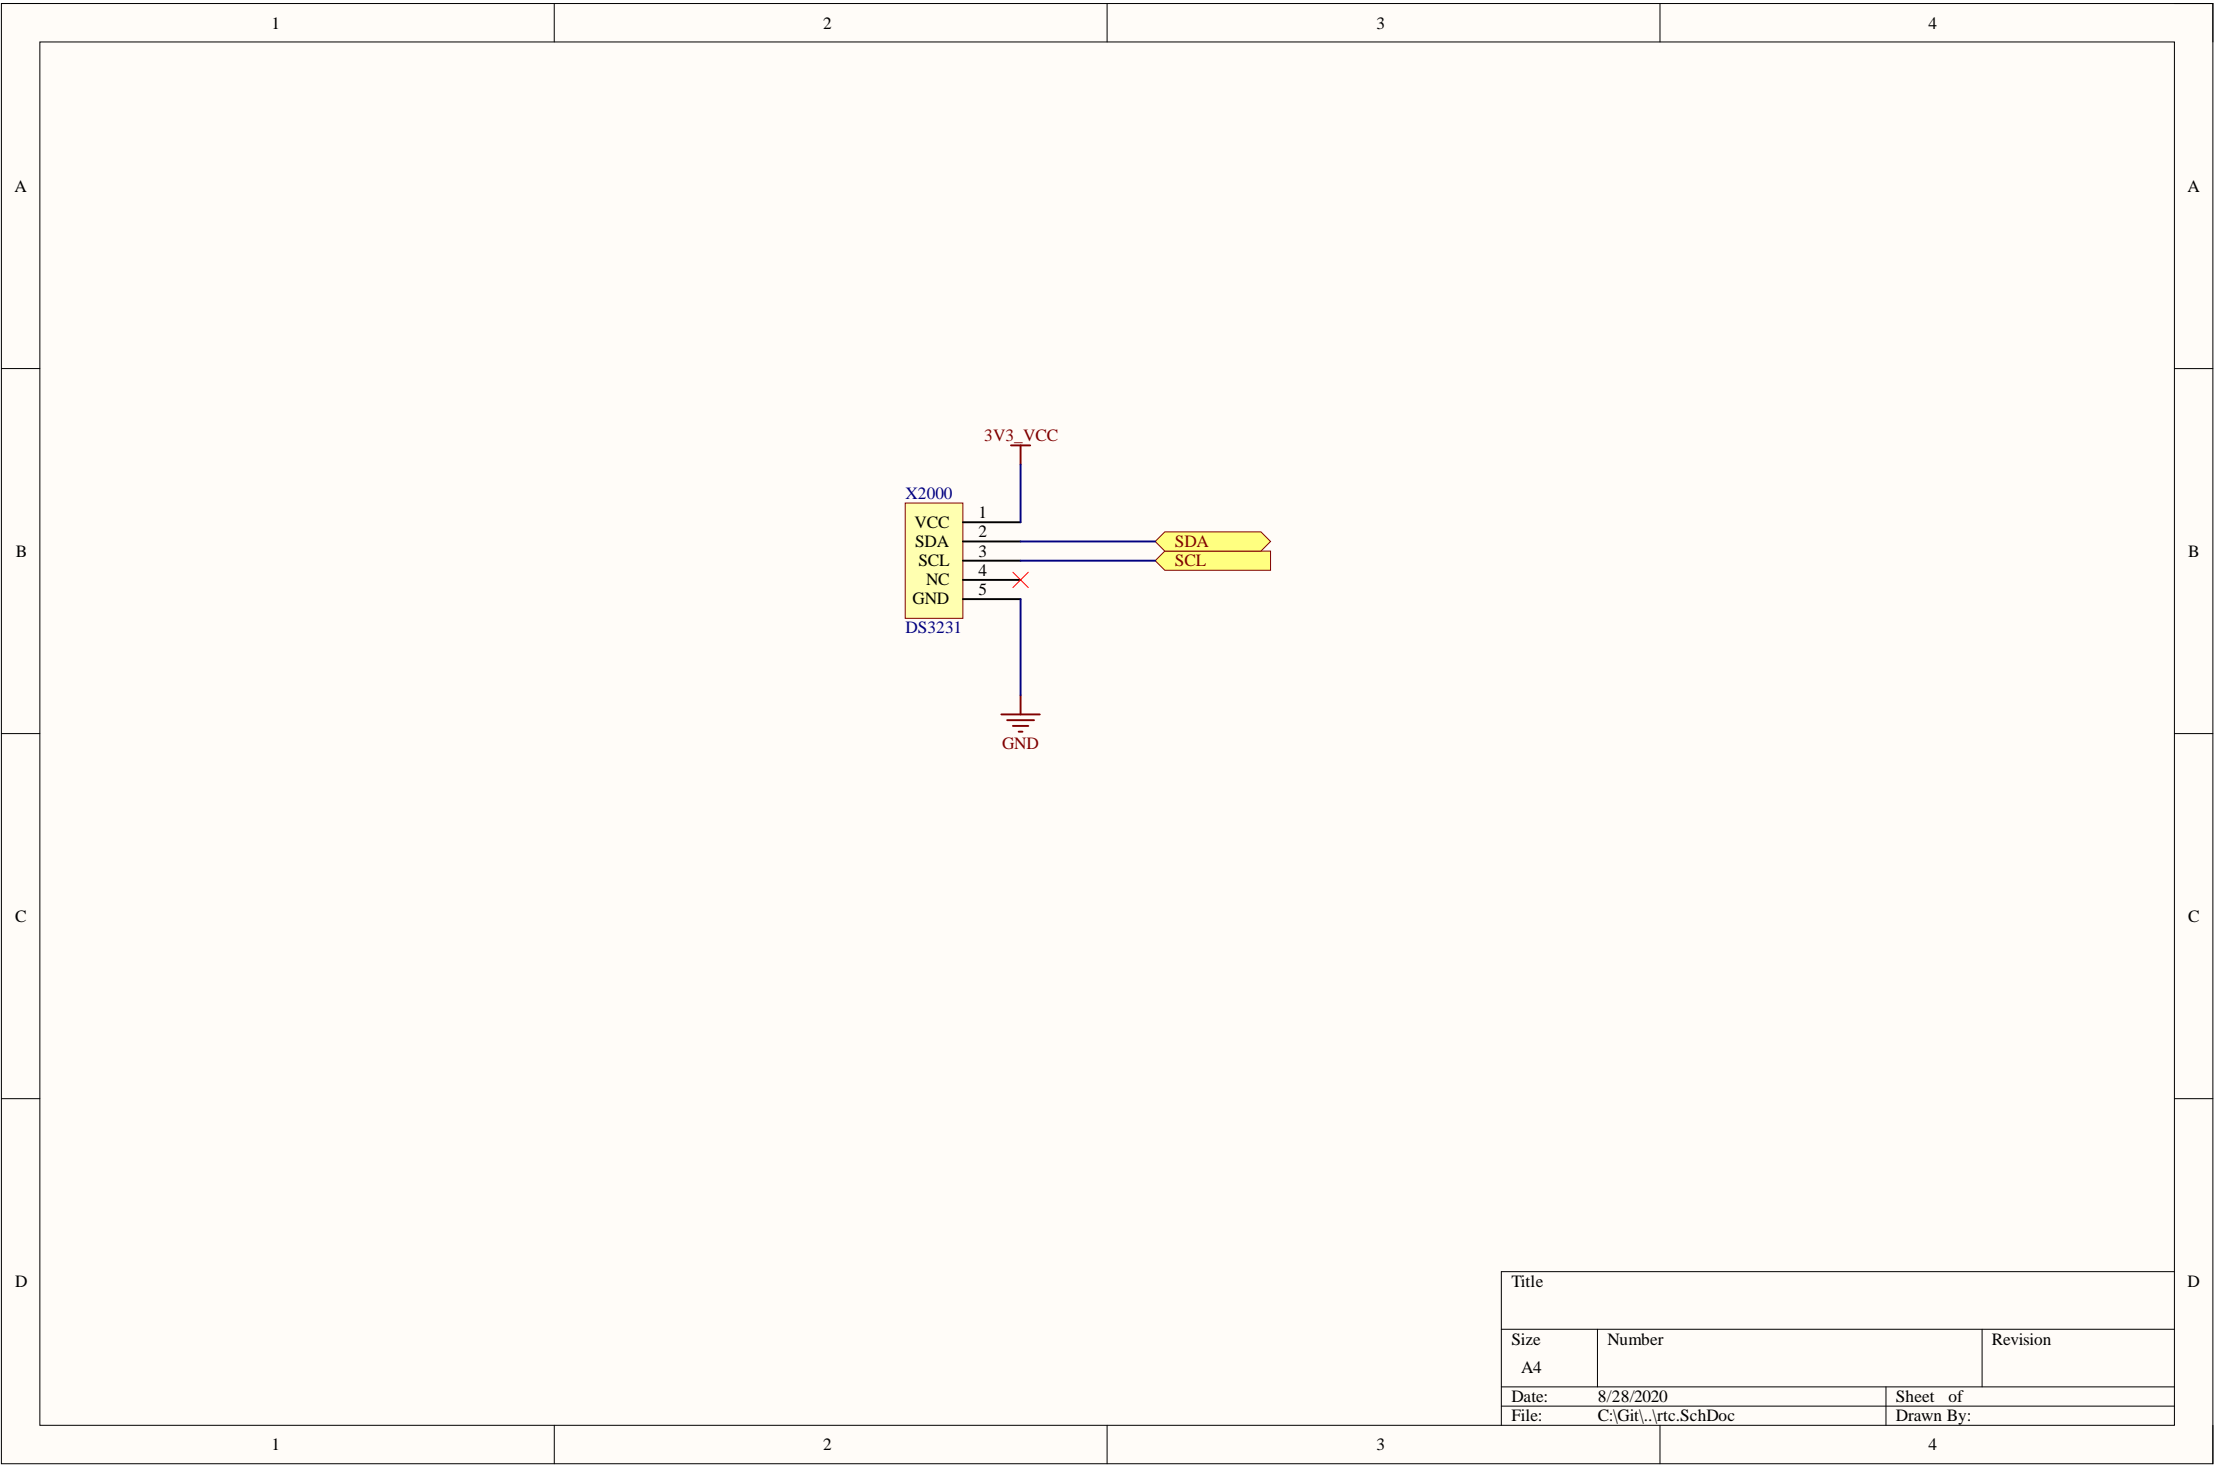 1 2 3 4
A A
3V3_VCC
X2000
VCC 1
SDA 2 SDA
SCL 3 SCL
NC 4
GND 5
DS3231
B B
GND
C C
D D
Title
Size Number Revision
A4
Date: 8/28/2020 Sheet of
File: C:\Git\..\rtc.SchDoc Drawn By:
1 2 3 4